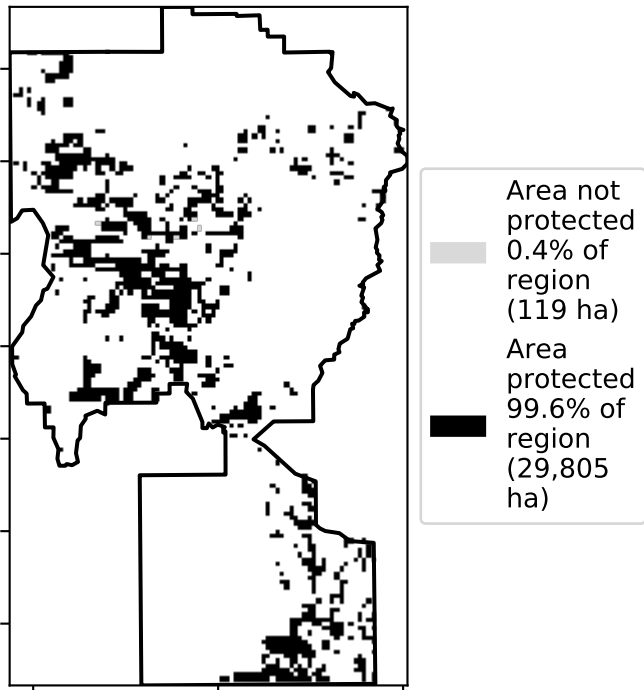 Area not
protected
0.4% of
region
(119 ha)
Area
protected
99.6% of
region
(29,805
ha)